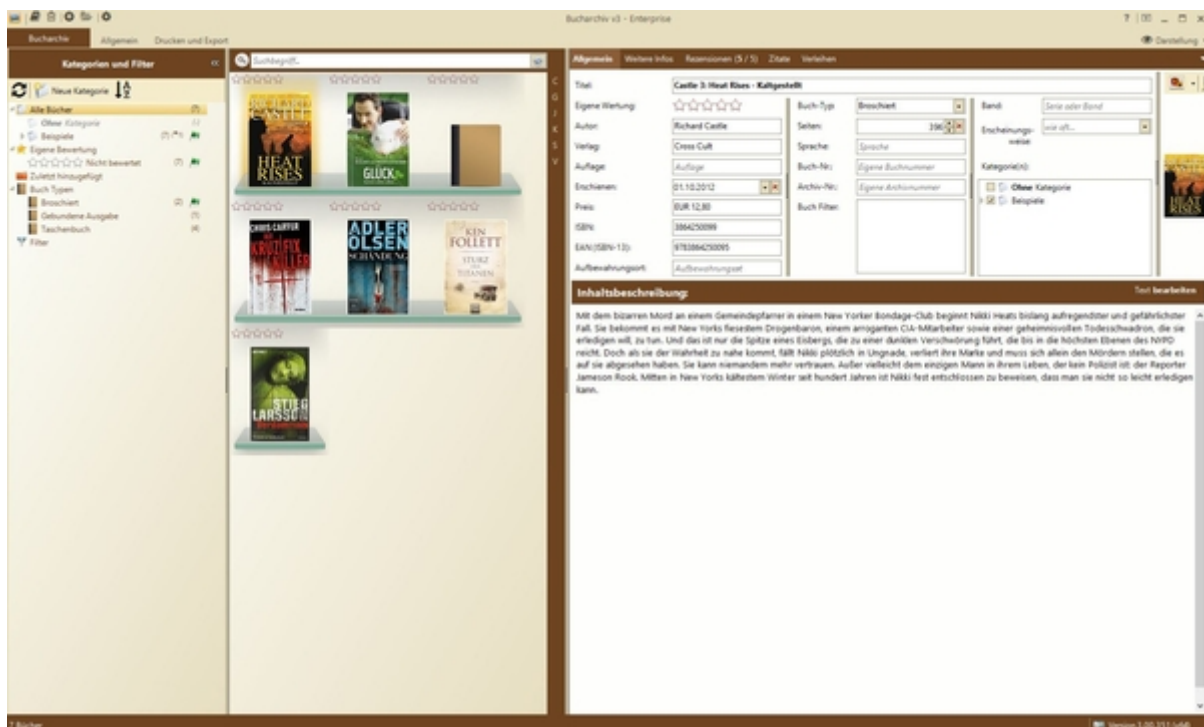 Bucharchiv v3 - Enterprise
Bucharchiv Allgemein Drucken und Export
Darstellung
Kategorien und Filter
Neue Kategorie
Alle Bücher (7)
Ohne Kategorie
Beispiele
Eigene Bewertung
Nicht bewertet (7)
Zuletzt hinzugefügt
Buch Typen
Broschiert (2)
Gebundene Ausgabe (1)
Taschenbuch (4)
Filter
Suchbegriff...
RICHARD CASTLE
HEAT RISES
GLÜCK
CHRIS CARTER
KRUZIFIX KILLER
ADLER OLSEN
SCHÄNDUNG
KEN FOLLETT
STURZ DER TITANEN
STIEG LARSSON
C
G
J
K
S
V
Allgemein Weitere Infos Rezensionen (5 / 5) Zitate Verleihen
Titel: Castle 3: Heat Rises - Kaltgestellt
Eigene Wertung:
Autor: Richard Castle
Verlag: Cross Cult
Auflage: Auflage
Erschienen: 01.10.2012
Preis: EUR 12,80
ISBN: 3864250099
EAN (ISBN-13): 9783864250095
Aufbewahrungsort: Aufbewahrungsort
Buch-Typ: Broschiert
Seiten: 396
Sprache: Sprache
Buch-Nr.: Eigene Buchnummer
Archiv-Nr.: Eigene Archivnummer
Buch Filter:
Band: Serie oder Band
Erscheinungs-
weise: wie oft...
Kategorie(n):
Ohne Kategorie
Beispiele
HEAT RISES
Inhaltsbeschreibung: Text bearbeiten
Mit dem bizarren Mord an einem Gemeindepfarrer in einem New Yorker Bondage-Club beginnt Nikki Heats bislang aufregendster und gefährlichster
Fall. Sie bekommt es mit New Yorks fiesestem Drogenbaron, einem arroganten CIA-Mitarbeiter sowie einer geheimnisvollen Todesschwadron, die sie
erledigen will, zu tun. Und das ist nur die Spitze eines Eisbergs, die zu einer dunklen Verschwörung führt, die bis in die höchsten Ebenen des NYPD
reicht. Doch als sie der Wahrheit zu nahe kommt, fällt Nikki plötzlich in Ungnade, verliert ihre Marke und muss sich allein den Mördern stellen, die es
auf sie abgesehen haben. Sie kann niemandem mehr vertrauen. Außer vielleicht dem einzigen Mann in ihrem Leben, der kein Polizist ist: der Reporter
Jameson Rook. Mitten in New Yorks kältestem Winter seit hundert Jahren ist Nikki fest entschlossen zu beweisen, dass man sie nicht so leicht erledigen
kann.
7 Bücher